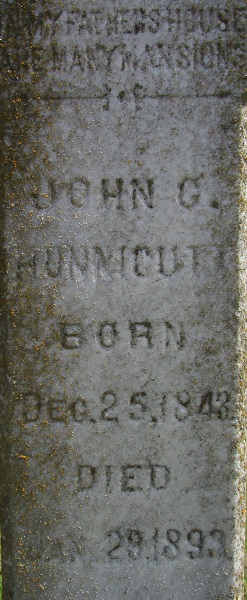 IN MY FATHERS HOUSE
ARE MANY MANSIONS
JOHN C.
HUNNICUTT
BORN
DEC. 25, 1843.
DIED
JAN. 29, 1893.